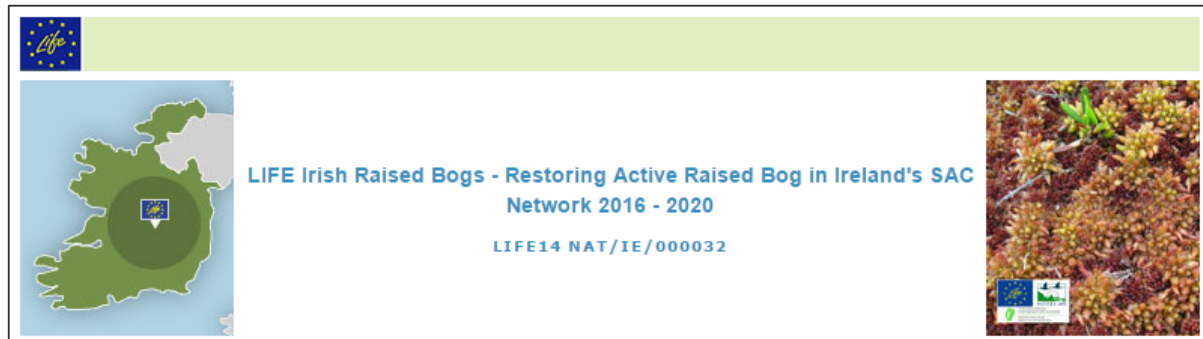 Life
LIFE Irish Raised Bogs - Restoring Active Raised Bog in Ireland's SAC
Network 2016 - 2020
LIFE14 NAT/IE/000032
Life